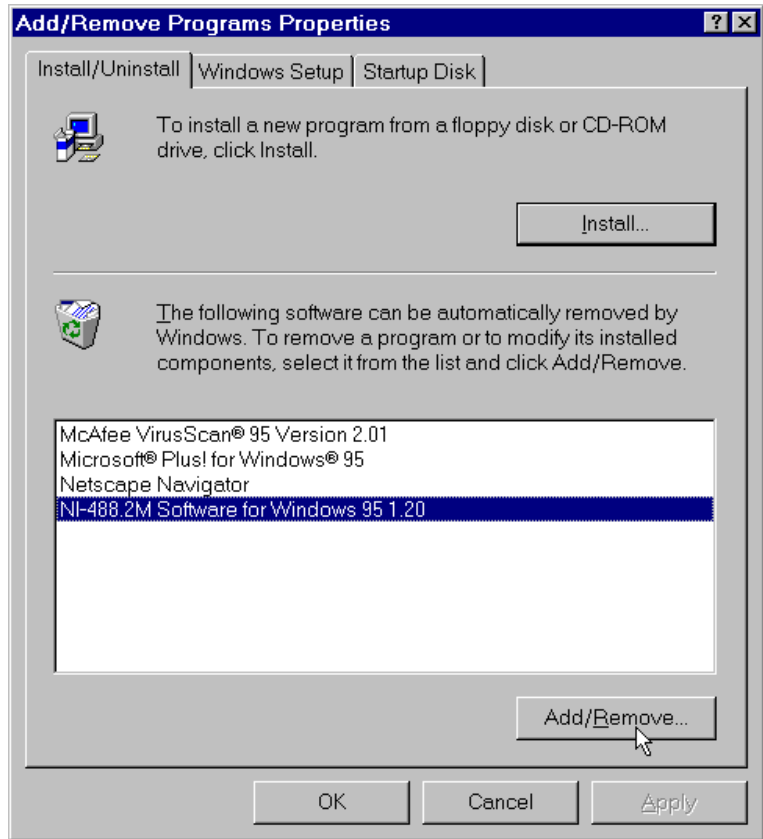 Add/Remove Programs Properties
Install/Uninstall
Windows Setup
Startup Disk
To install a new program from a floppy disk or CD-ROM
drive, click Install.
Install...
The following software can be automatically removed by
Windows. To remove a program or to modify its installed
components, select it from the list and click Add/Remove.
McAfee VirusScan® 95 Version 2.01
Microsoft® Plus! for Windows® 95
Netscape Navigator
NI-488.2M Software for Windows 95 1.20
Add/Remove...
OK
Cancel
Apply